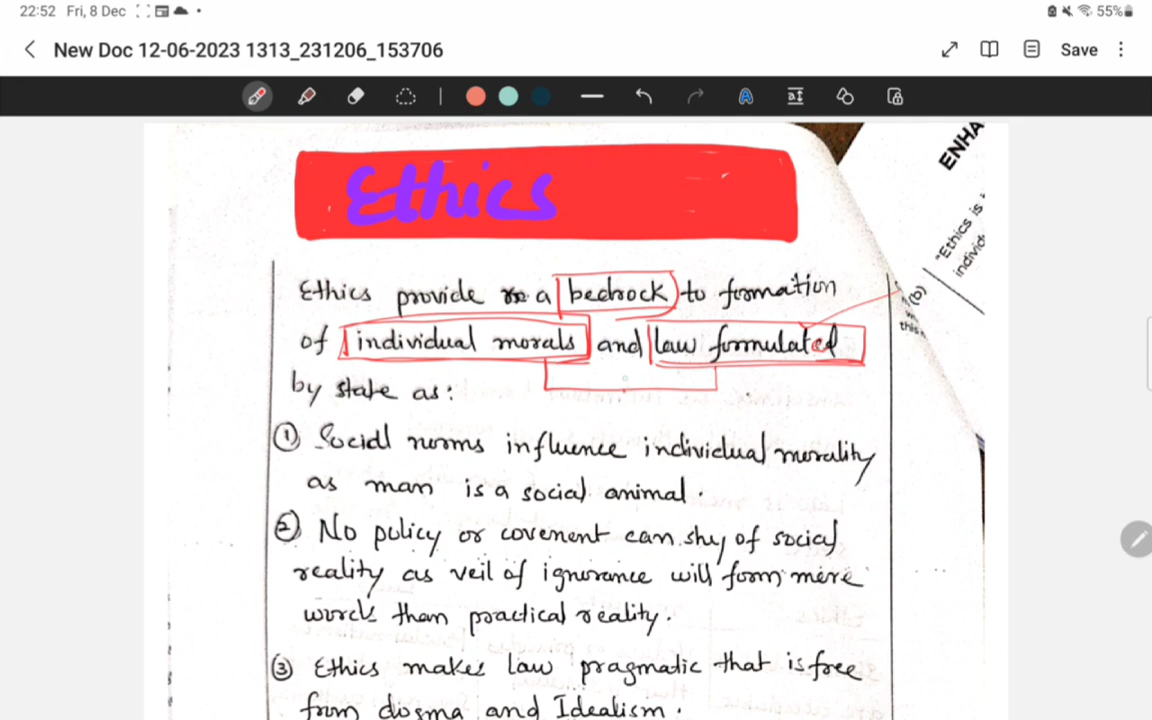 22:52 Fri, 8 Dec
55%
New Doc 12-06-2023 1313_231206_153706
Save
ENHA
Ethics
"Ethics is
individ
(b)
this
Ethics provide a bedrock to formation
of individual morals and law formulated
by state as:
① Social norms influence individual morality
as man is a social animal.
② No policy or covenent can shy of social
reality as veil of ignorance will form mere
words than practical reality.
③ Ethics makes law pragmatic that is free
from dogma and Idealism.